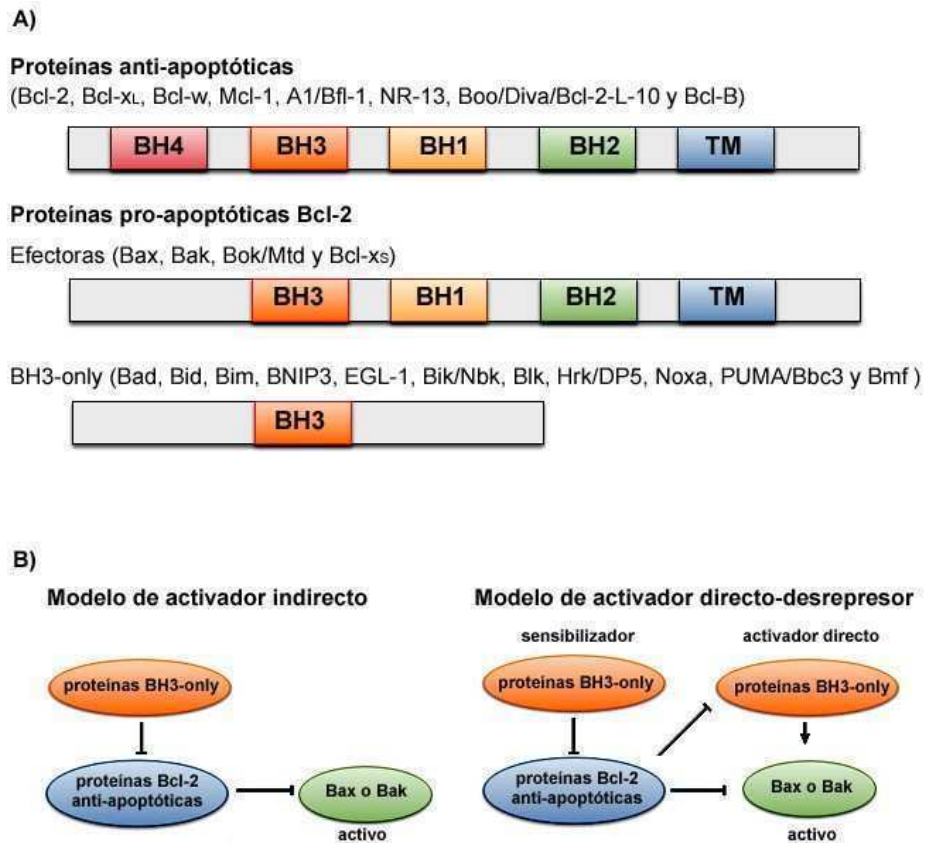 A)
Proteínas anti-apoptóticas
(Bcl-2, Bcl-xL, Bcl-w, Mcl-1, A1/Bfl-1, NR-13, Boo/Diva/Bcl-2-L-10 y Bcl-B)
BH4 BH3 BH1 BH2 TM
Proteínas pro-apoptóticas Bcl-2
Efectoras (Bax, Bak, Bok/Mtd y Bcl-xs)
BH3 BH1 BH2 TM
BH3-only (Bad, Bid, Bim, BNIP3, EGL-1, Bik/Nbk, Blk, Hrk/DP5, Noxa, PUMA/Bbc3 y Bmf )
BH3
B)
Modelo de activador indirecto
proteínas BH3-only
proteínas Bcl-2
anti-apoptóticas
Bax o Bak
activo
Modelo de activador directo-desrepresor
sensibilizador
activador directo
proteínas BH3-only
proteínas BH3-only
proteínas Bcl-2
anti-apoptóticas
Bax o Bak
activo